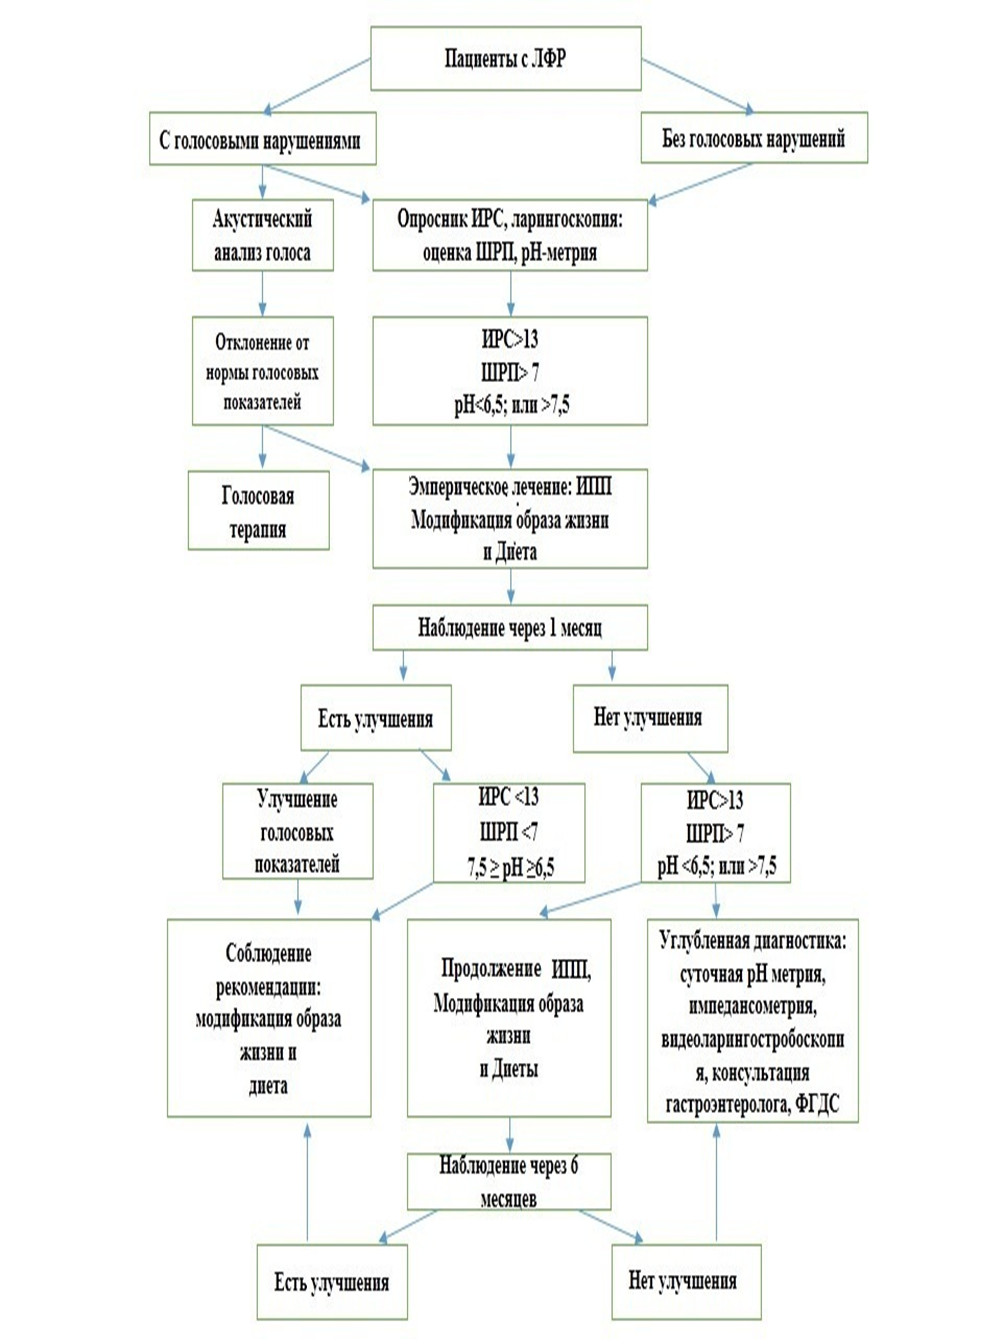 Пациенты с ЛФР
С голосовыми нарушениями
Без голосовых нарушений
Акустический
анализ голоса
Опросник ИРС, ларингоскопия:
оценка ШРП, рН-метрия
Отклонение от
нормы голосовых
показателей
ИРС>13
ШРП> 7
рН<6,5; или >7,5
Голосовая
терапия
Эмперическое лечение: ИПП
Модификация образа жизни
и Диета
Наблюдение через 1 месяц
Есть улучшения
Нет улучшения
Улучшение
голосовых
показателей
ИРС <13
ШРП <7
7,5 ≥ рН ≥6,5
ИРС>13
ШРП> 7
рН <6,5; или >7,5
Соблюдение
рекомендации:
модификация образа
жизни и
диета
Продолжение ИПП,
Модификация образа
жизни
и Диеты
Углубленная диагностика:
суточная рН метрия,
импедансометрия,
видеоларингостробоскопи
я, консультация
гастроэнтеролога, ФГДС
Наблюдение через 6
месяцев
Есть улучшения
Нет улучшения